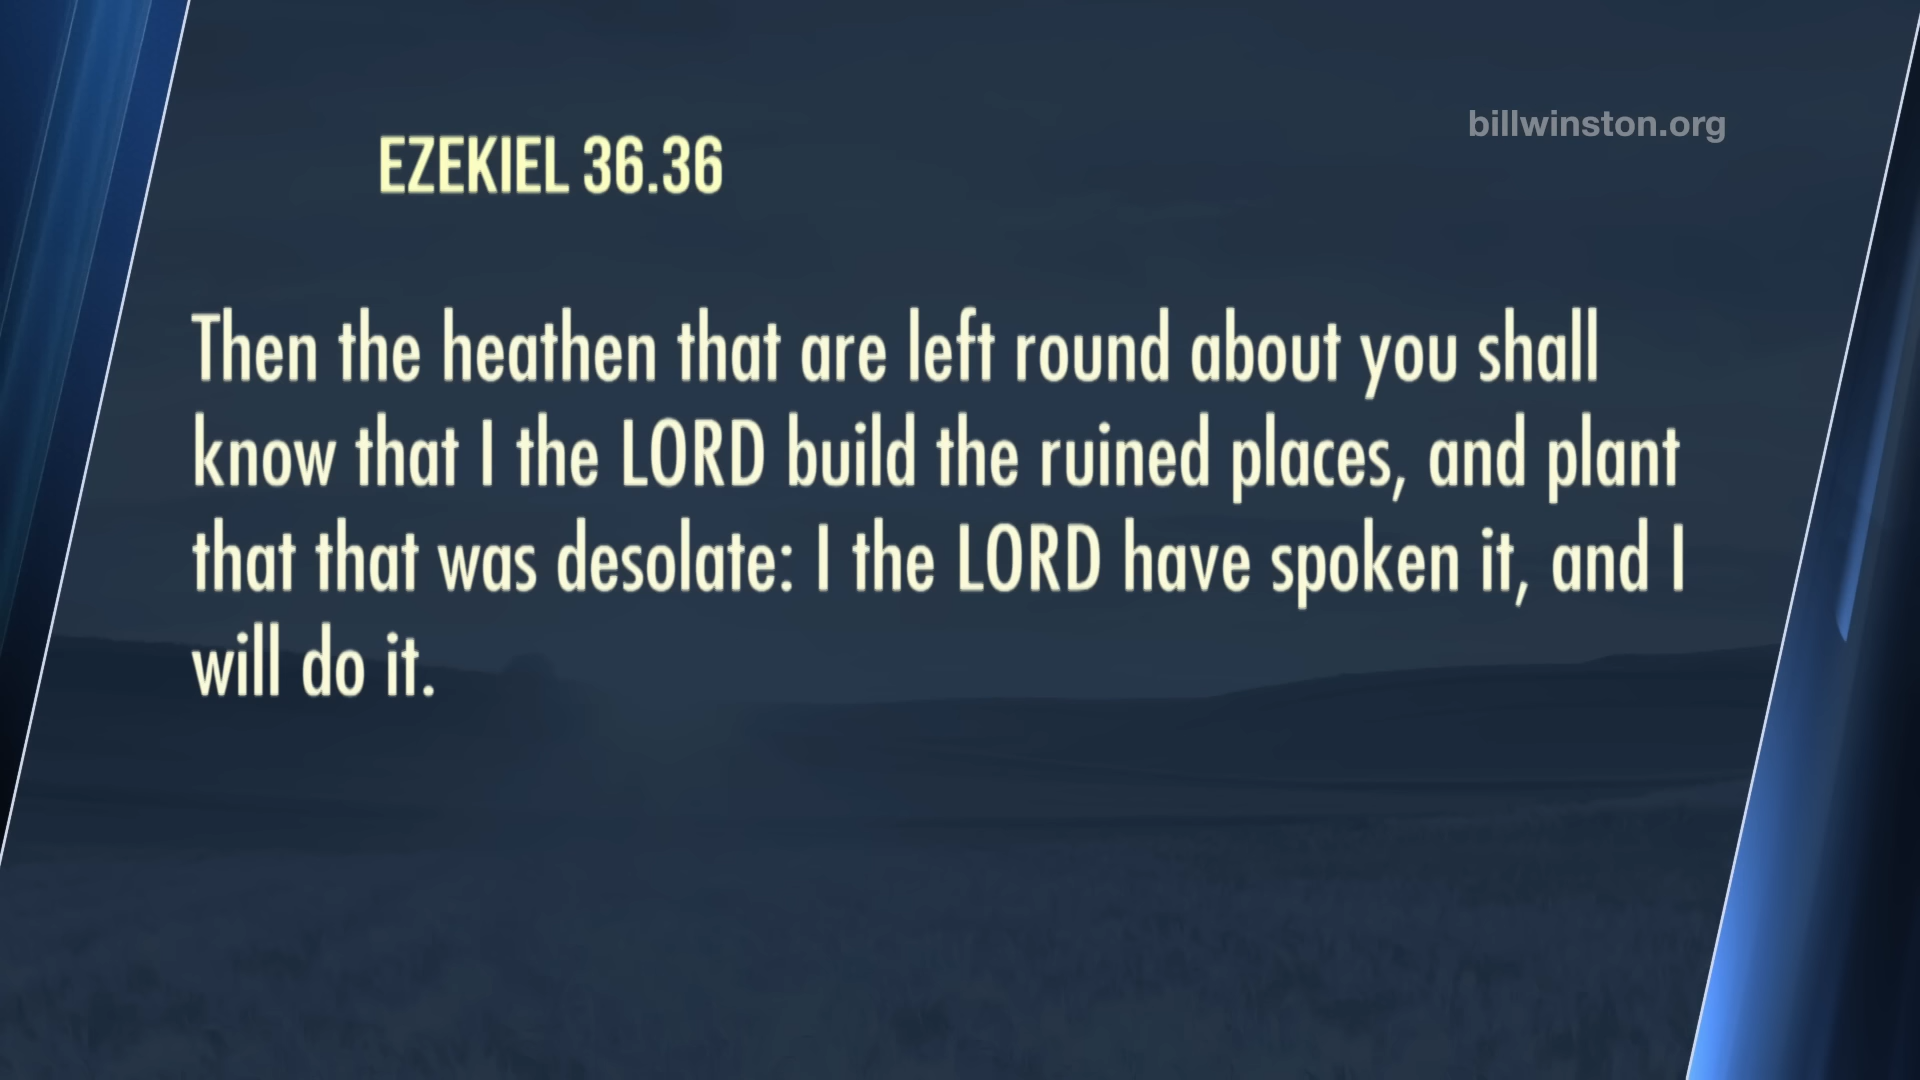 billwinston.org
EZEKIEL 36.36
Then the heathen that are left round about you shall
know that I the LORD build the ruined places, and plant
that that was desolate: I the LORD have spoken it, and I
will do it.